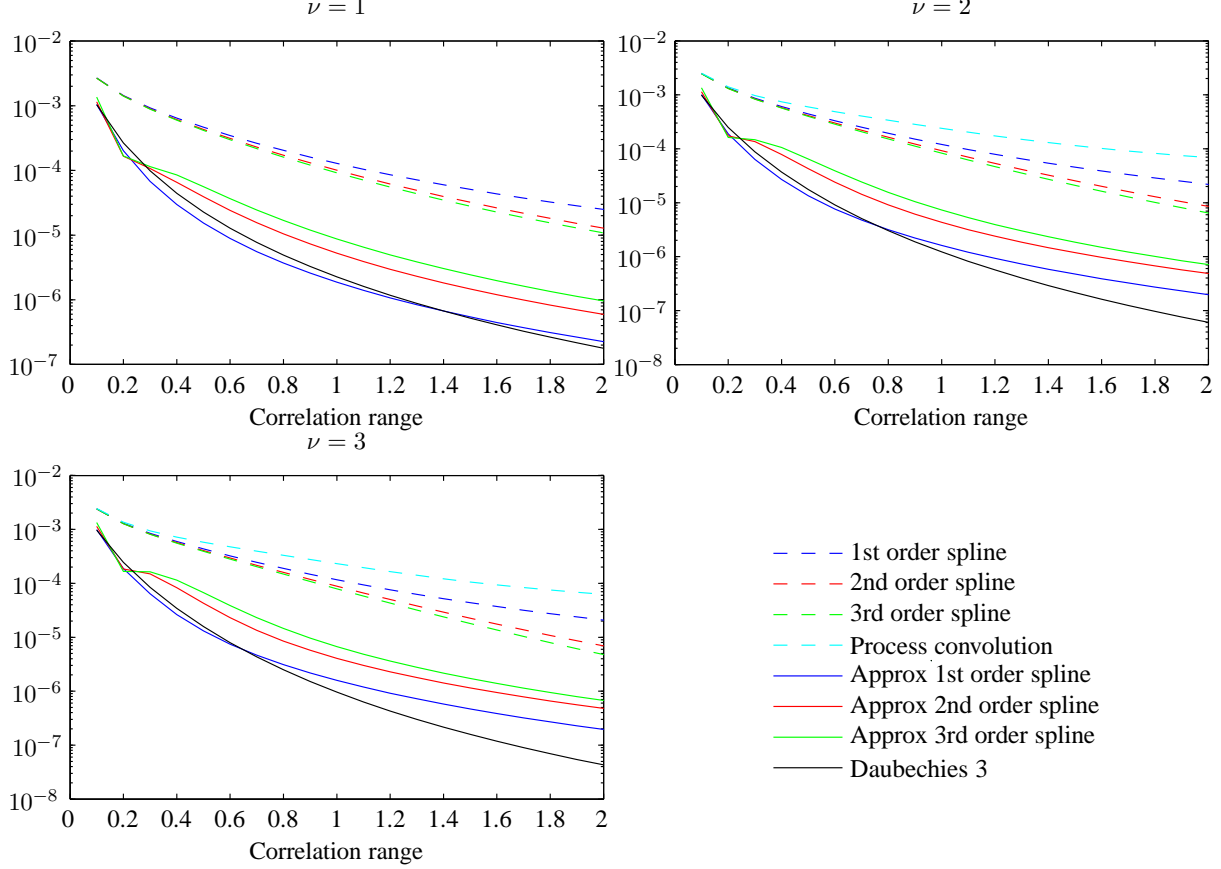 ν = 1
10^−2
10^−3
10^−4
10^−5
10^−6
10^−7
0 0.2 0.4 0.6 0.8 1 1.2 1.4 1.6 1.8 2
Correlation range
ν = 2
10^−2
10^−3
10^−4
10^−5
10^−6
10^−7
10^−8
0 0.2 0.4 0.6 0.8 1 1.2 1.4 1.6 1.8 2
Correlation range
ν = 3
10^−2
10^−3
10^−4
10^−5
10^−6
10^−7
10^−8
0 0.2 0.4 0.6 0.8 1 1.2 1.4 1.6 1.8 2
Correlation range
1st order spline
2nd order spline
3rd order spline
Process convolution
Approx 1st order spline
Approx 2nd order spline
Approx 3rd order spline
Daubechies 3